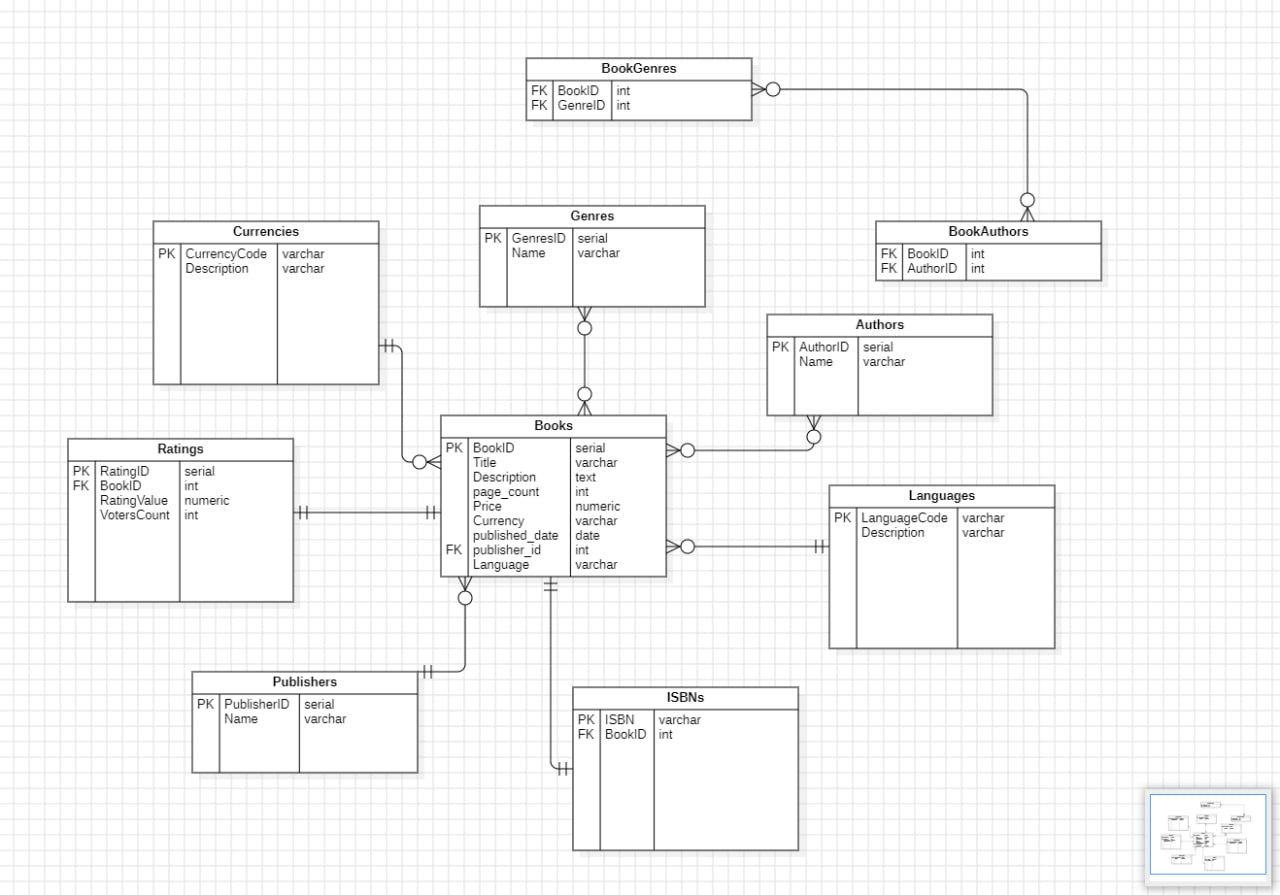 BookGenres
FK BookID int
FK GenreID int
Genres
PK GenresID serial
Name varchar
Currencies
PK CurrencyCode varchar
Description varchar
BookAuthors
FK BookID int
FK AuthorID int
Authors
PK AuthorID serial
Name varchar
Books
PK BookID serial
Title varchar
Description text
page_count int
Price numeric
Currency varchar
published_date date
FK publisher_id int
Language varchar
Ratings
PK RatingID serial
FK BookID int
RatingValue numeric
VotersCount int
Languages
PK LanguageCode varchar
Description varchar
Publishers
PK PublisherID serial
Name varchar
ISBNs
PK ISBN varchar
FK BookID int